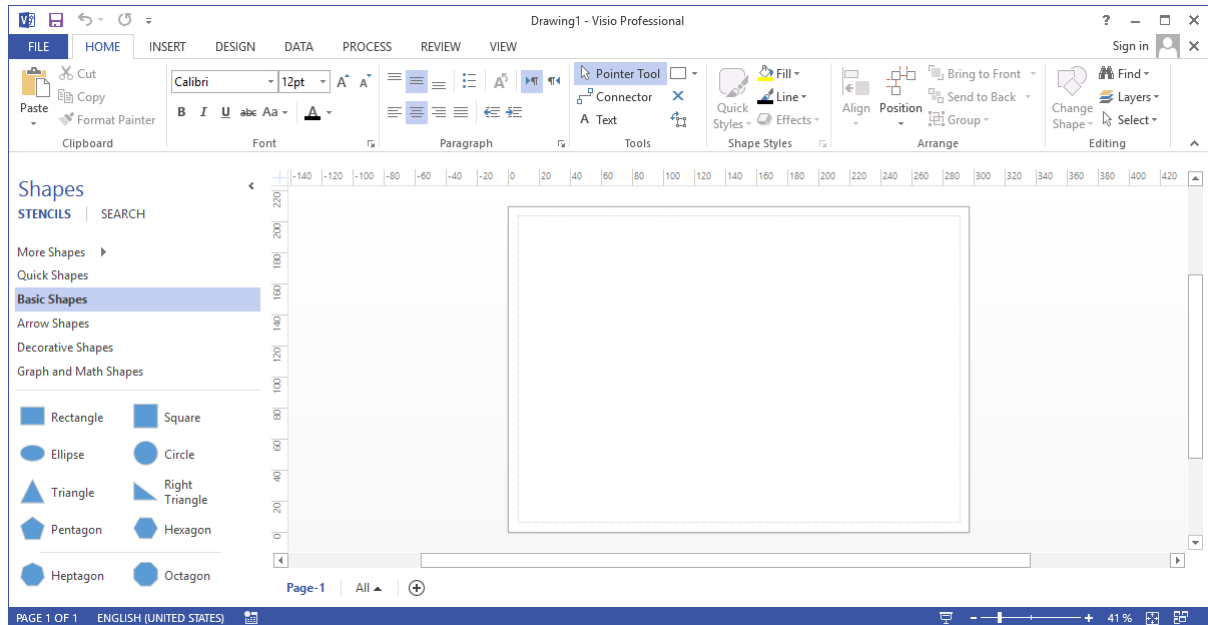 Drawing1 - Visio Professional
FILE HOME INSERT DESIGN DATA PROCESS REVIEW VIEW Sign in
Paste
Cut
Copy
Format Painter
Clipboard
Calibri 12pt A A
B I U abc Aa A
Font
Paragraph
Pointer Tool
Connector
A Text
Tools
Quick Styles
Fill
Line
Effects
Shape Styles
Align
Position
Bring to Front
Send to Back
Group
Arrange
Change Shape
Find
Layers
Select
Editing
Shapes
STENCILS SEARCH
More Shapes
Quick Shapes
Basic Shapes
Arrow Shapes
Decorative Shapes
Graph and Math Shapes
Rectangle Square
Ellipse Circle
Triangle Right Triangle
Pentagon Hexagon
Heptagon Octagon
-140 -120 -100 -80 -60 -40 -20 0 20 40 60 80 100 120 140 160 180 200 220 240 260 280 300 320 340 360 380 400 420
220
200
180
160
140
120
100
80
60
40
20
0
Page-1 All
PAGE 1 OF 1 ENGLISH (UNITED STATES) 41 %